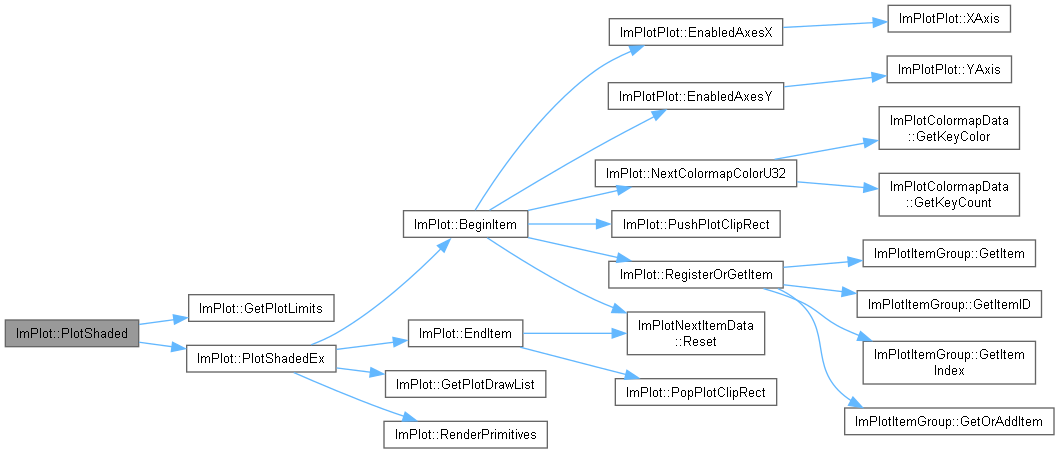 ImPlot::PlotShaded
ImPlot::GetPlotLimits
ImPlot::PlotShadedEx
ImPlot::BeginItem
ImPlot::EndItem
ImPlot::GetPlotDrawList
ImPlot::RenderPrimitives
ImPlotPlot::EnabledAxesX
ImPlotPlot::EnabledAxesY
ImPlot::NextColormapColorU32
ImPlot::PushPlotClipRect
ImPlot::RegisterOrGetItem
ImPlotNextItemData
::Reset
ImPlot::PopPlotClipRect
ImPlotPlot::XAxis
ImPlotPlot::YAxis
ImPlotColormapData
::GetKeyColor
ImPlotColormapData
::GetKeyCount
ImPlotItemGroup::GetItem
ImPlotItemGroup::GetItemID
ImPlotItemGroup::GetItem
Index
ImPlotItemGroup::GetOrAddItem